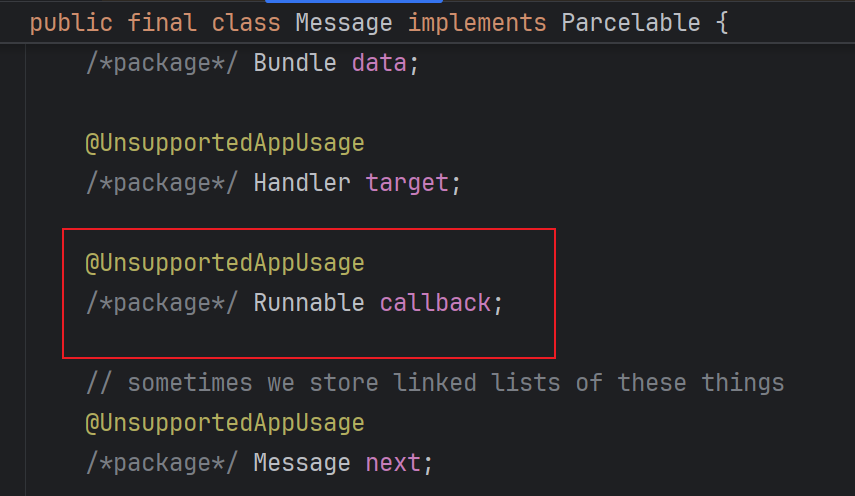 public final class Message implements Parcelable {
/*package*/ Bundle data;
@UnsupportedAppUsage
/*package*/ Handler target;
@UnsupportedAppUsage
/*package*/ Runnable callback;
// sometimes we store linked lists of these things
@UnsupportedAppUsage
/*package*/ Message next;